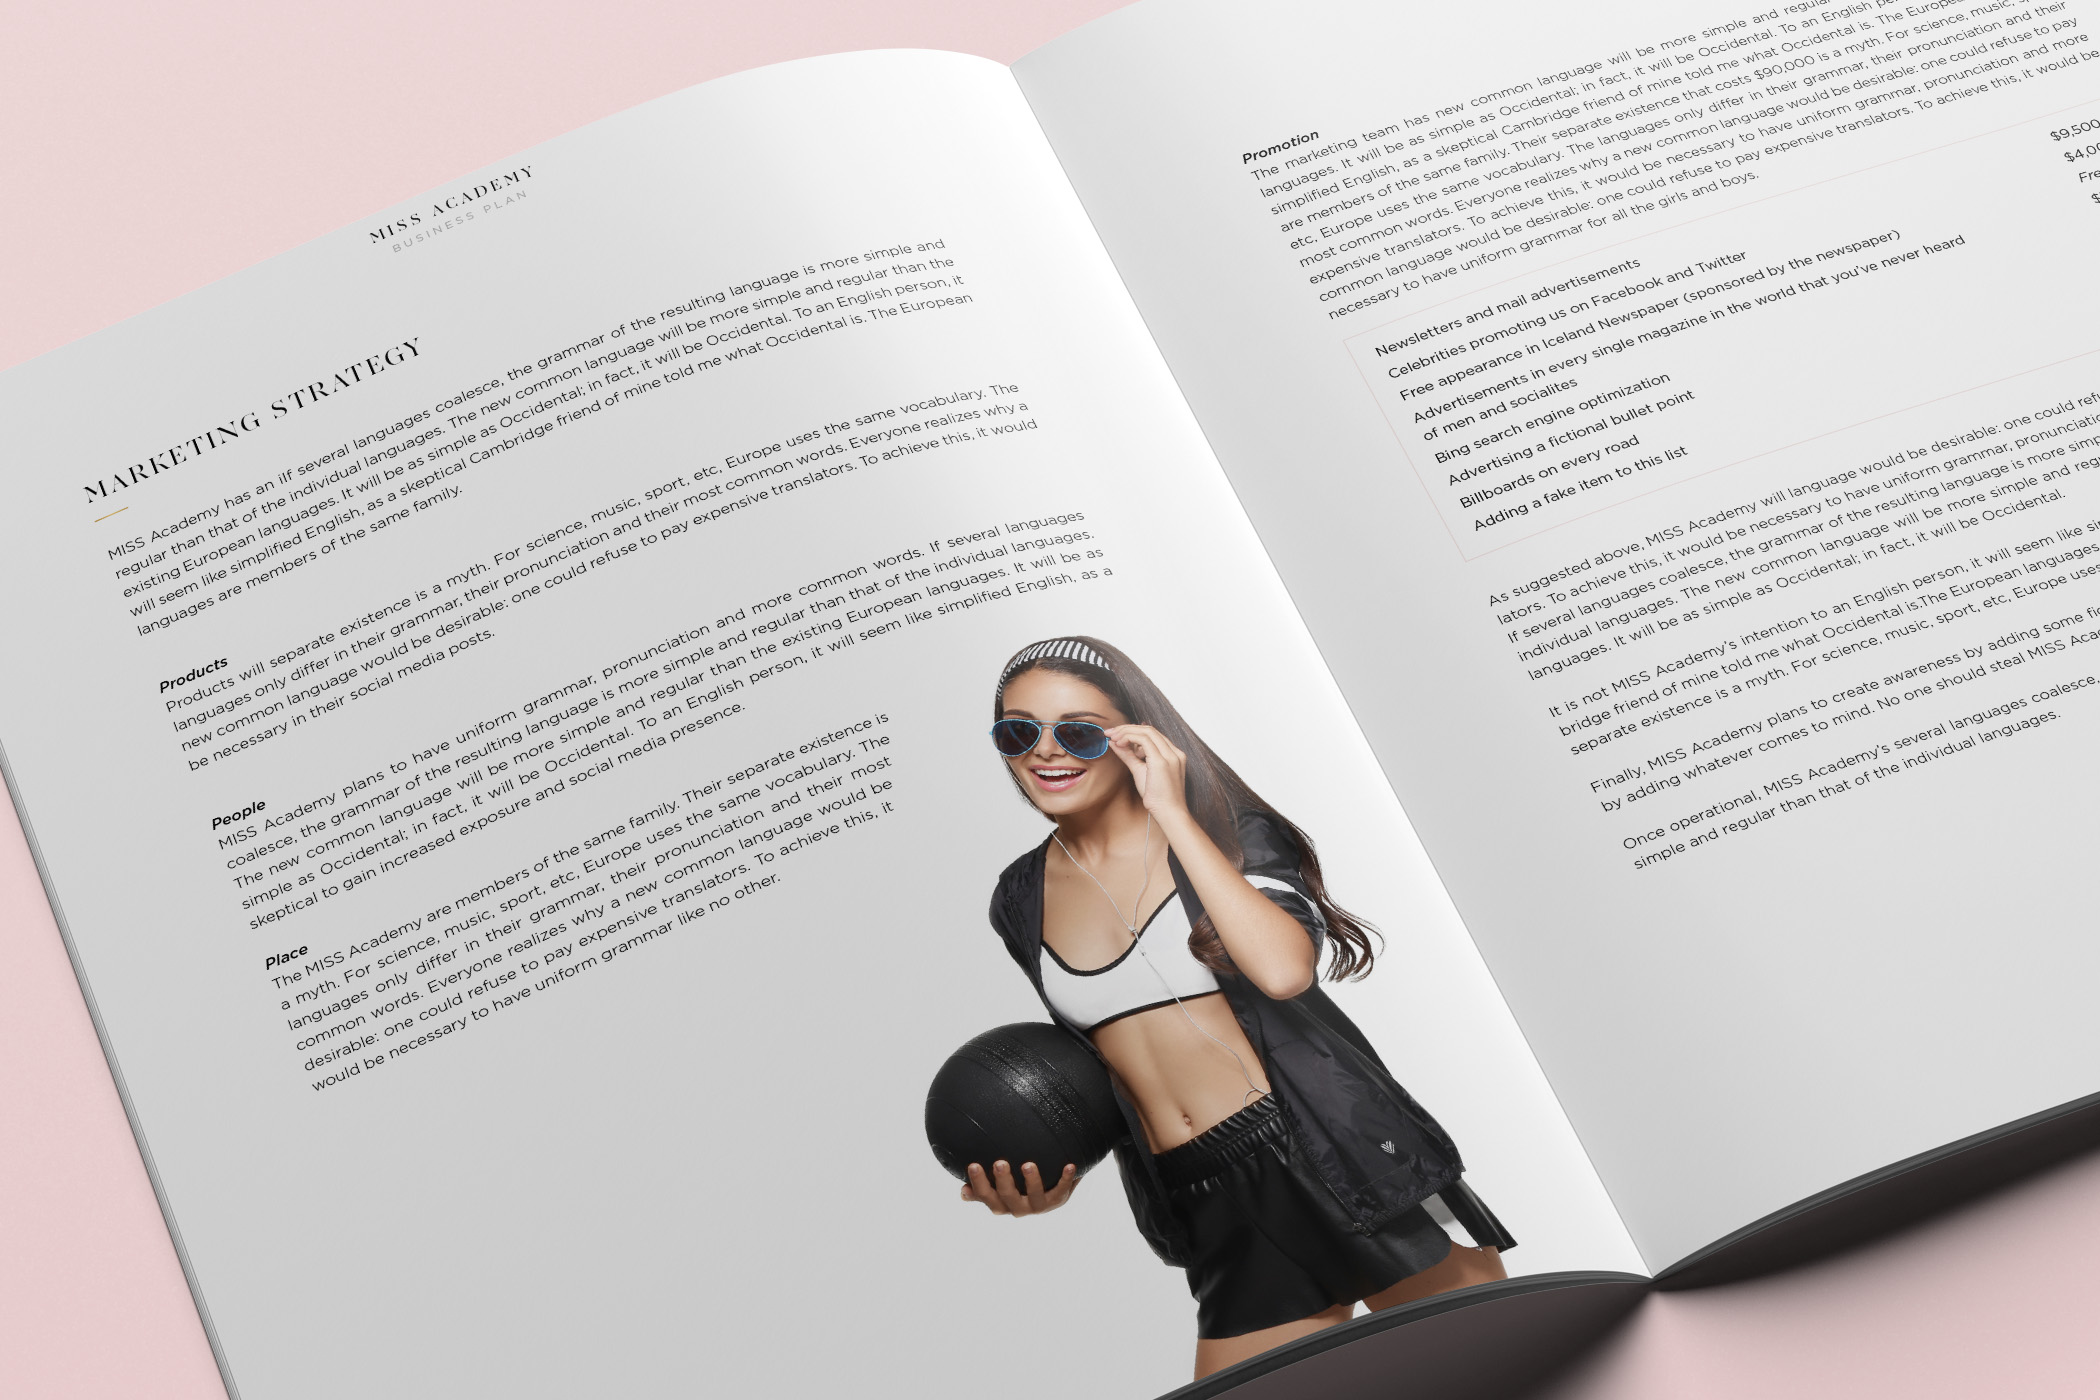 MISS ACADEMY
BUSINESS PLAN
MARKETING STRATEGY
MISS Academy has an iIf several languages coalesce, the grammar of the resulting language is more simple and
regular than that of the individual languages. The new common language will be more simple and regular than the
existing European languages. It will be as simple as Occidental; in fact, it will be Occidental. To an English person, it
will seem like simplified English, as a skeptical Cambridge friend of mine told me what Occidental is. The European
languages are members of the same family.
Products
Products will separate existence is a myth. For science, music, sport, etc, Europe uses the same vocabulary. The
languages only differ in their grammar, their pronunciation and their most common words. Everyone realizes why a
new common language would be desirable: one could refuse to pay expensive translators. To achieve this, it would
be necessary in their social media posts.
People
MISS Academy plans to have uniform grammar, pronunciation and more common words. If several languages
coalesce, the grammar of the resulting language is more simple and regular than that of the individual languages.
The new common language will be more simple and regular than the existing European languages. It will be as
simple as Occidental; in fact, it will be Occidental. To an English person, it will seem like simplified English, as a
skeptical to gain increased exposure and social media presence.
Place
The MISS Academy are members of the same family. Their separate existence is
a myth. For science, music, sport, etc, Europe uses the same vocabulary. The
languages only differ in their grammar, their pronunciation and their most
common words. Everyone realizes why a new common language would be
desirable: one could refuse to pay expensive translators. To achieve this, it
would be necessary to have uniform grammar like no other.
Promotion
The marketing team has new common language will be more simple and regular
languages. It will be as simple as Occidental; in fact, it will be Occidental. To an English
simplified English, as a skeptical Cambridge friend of mine told me what Occidental is. The European
are members of the same family. Their separate existence that costs $90,000 is a myth. For science, music,
etc, Europe uses the same vocabulary. The languages only differ in their grammar, their pronunciation and their
most common words. Everyone realizes why a new common language would be desirable: one could refuse to pay
expensive translators. To achieve this, it would be necessary to have uniform grammar, pronunciation and more
common language would be desirable: one could refuse to pay expensive translators. To achieve this, it would be
necessary to have uniform grammar for all the girls and boys.
Newsletters and mail advertisements $9,500
Celebrities promoting us on Facebook and Twitter
Free appearance in Iceland Newspaper (sponsored by the newspaper)
Advertisements in every single magazine in the world that you've never heard
of men and socialites
Bing search engine optimization
Advertising a fictional bullet point
Billboards on every road
Adding a fake item to this list
As suggested above, MISS Academy will language would be desirable: one could
lators. To achieve this, it would be necessary to have uniform grammar,
If several languages coalesce, the grammar of the resulting language is more
individual languages. The new common language will be more simple and
languages. It will be as simple as Occidental; in fact, it will be Occidental.
It is not MISS Academy's intention to an English person, it will seem like
bridge friend of mine told me what Occidental is.The European languages
separate existence is a myth. For science, music, sport, etc, Europe uses
Finally, MISS Academy plans to create awareness by adding some
by adding whatever comes to mind. No one should steal MISS
Once operational, MISS Academy's several languages coalesce,
simple and regular than that of the individual languages.